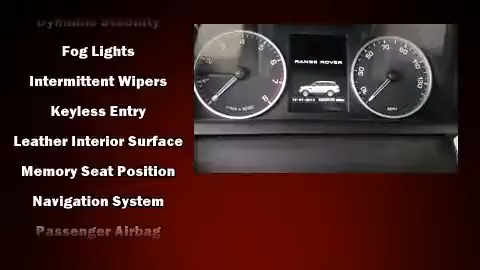 Dynamic Stability
Fog Lights
Intermittent Wipers
Keyless Entry
Leather Interior Surface
Memory Seat Position
Navigation System
Passenger Airbag
RANGE ROVER